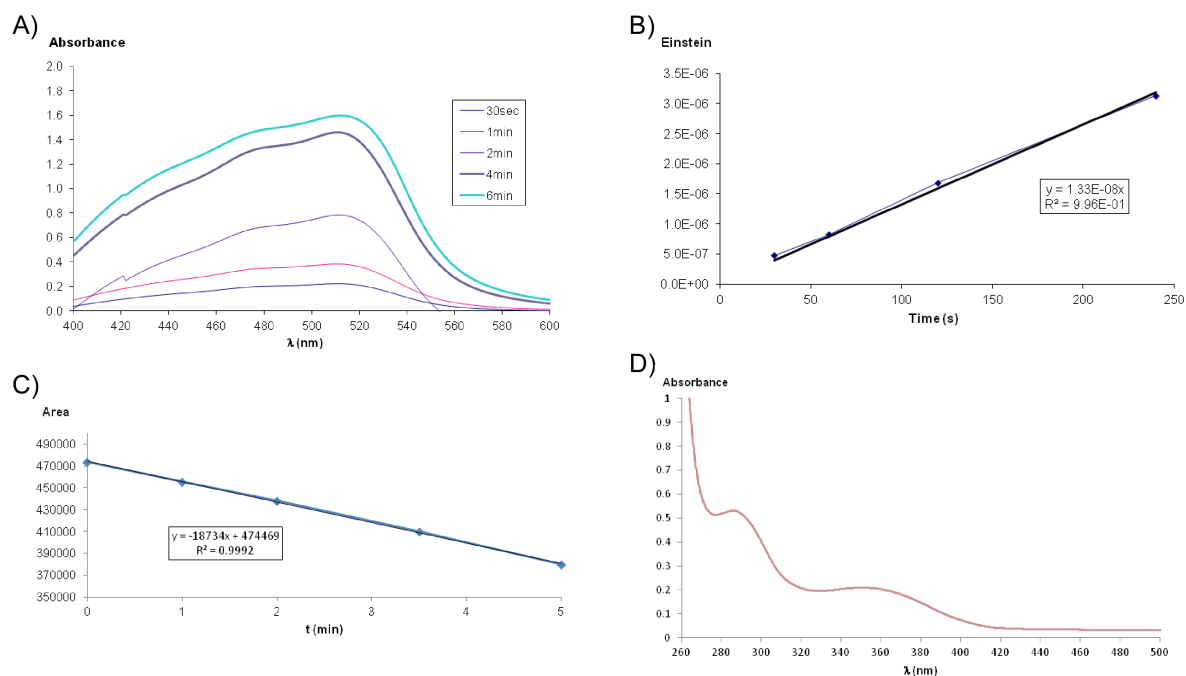 A)
Absorbance
2.0
1.8
1.6
1.4
1.2
1.0
0.8
0.6
0.4
0.2
0.0
400 420 440 460 480 500 520 540 560 580 600
λ (nm)
30sec
1min
2min
4min
6min
B)
Einstein
3.5E-06
3.0E-06
2.5E-06
2.0E-06
1.5E-06
1.0E-06
5.0E-07
0.0E+00
0 50 100 150 200 250
Time (s)
y = 1.33E-08x
R² = 9.96E-01
C)
Area
490000
470000
450000
430000
410000
390000
370000
350000
0 1 2 3 4 5
t (min)
y = -18734x + 474469
R² = 0.9992
D)
Absorbance
1
0.9
0.8
0.7
0.6
0.5
0.4
0.3
0.2
0.1
0
260 280 300 320 340 360 380 400 420 440 460 480 500
λ (nm)